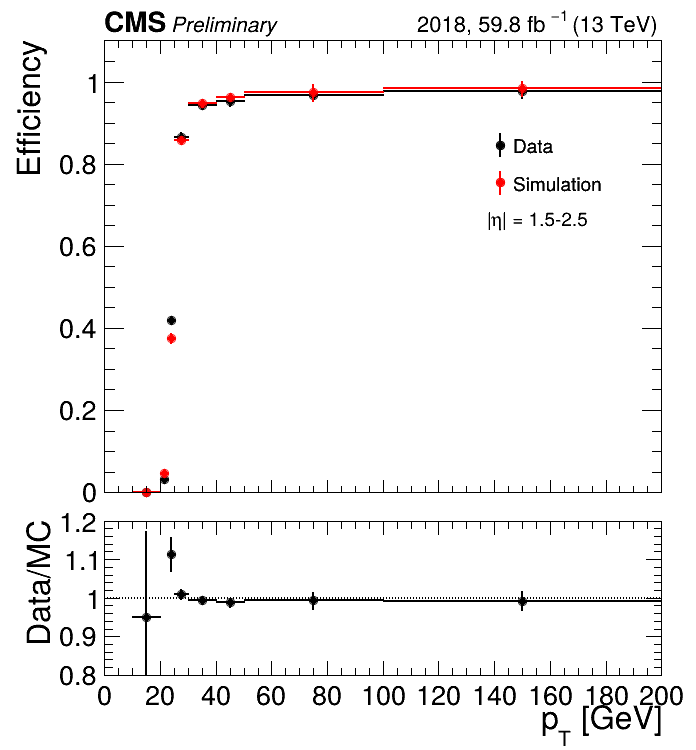 CMS Preliminary 2018, 59.8 fb⁻¹ (13 TeV)
Efficiency
1
0.8
0.6
0.4
0.2
0
Data
Simulation
|η| = 1.5-2.5
Data/MC
1.2
1.1
1
0.9
0.8
0 20 40 60 80 100 120 140 160 180 200
p_T [GeV]